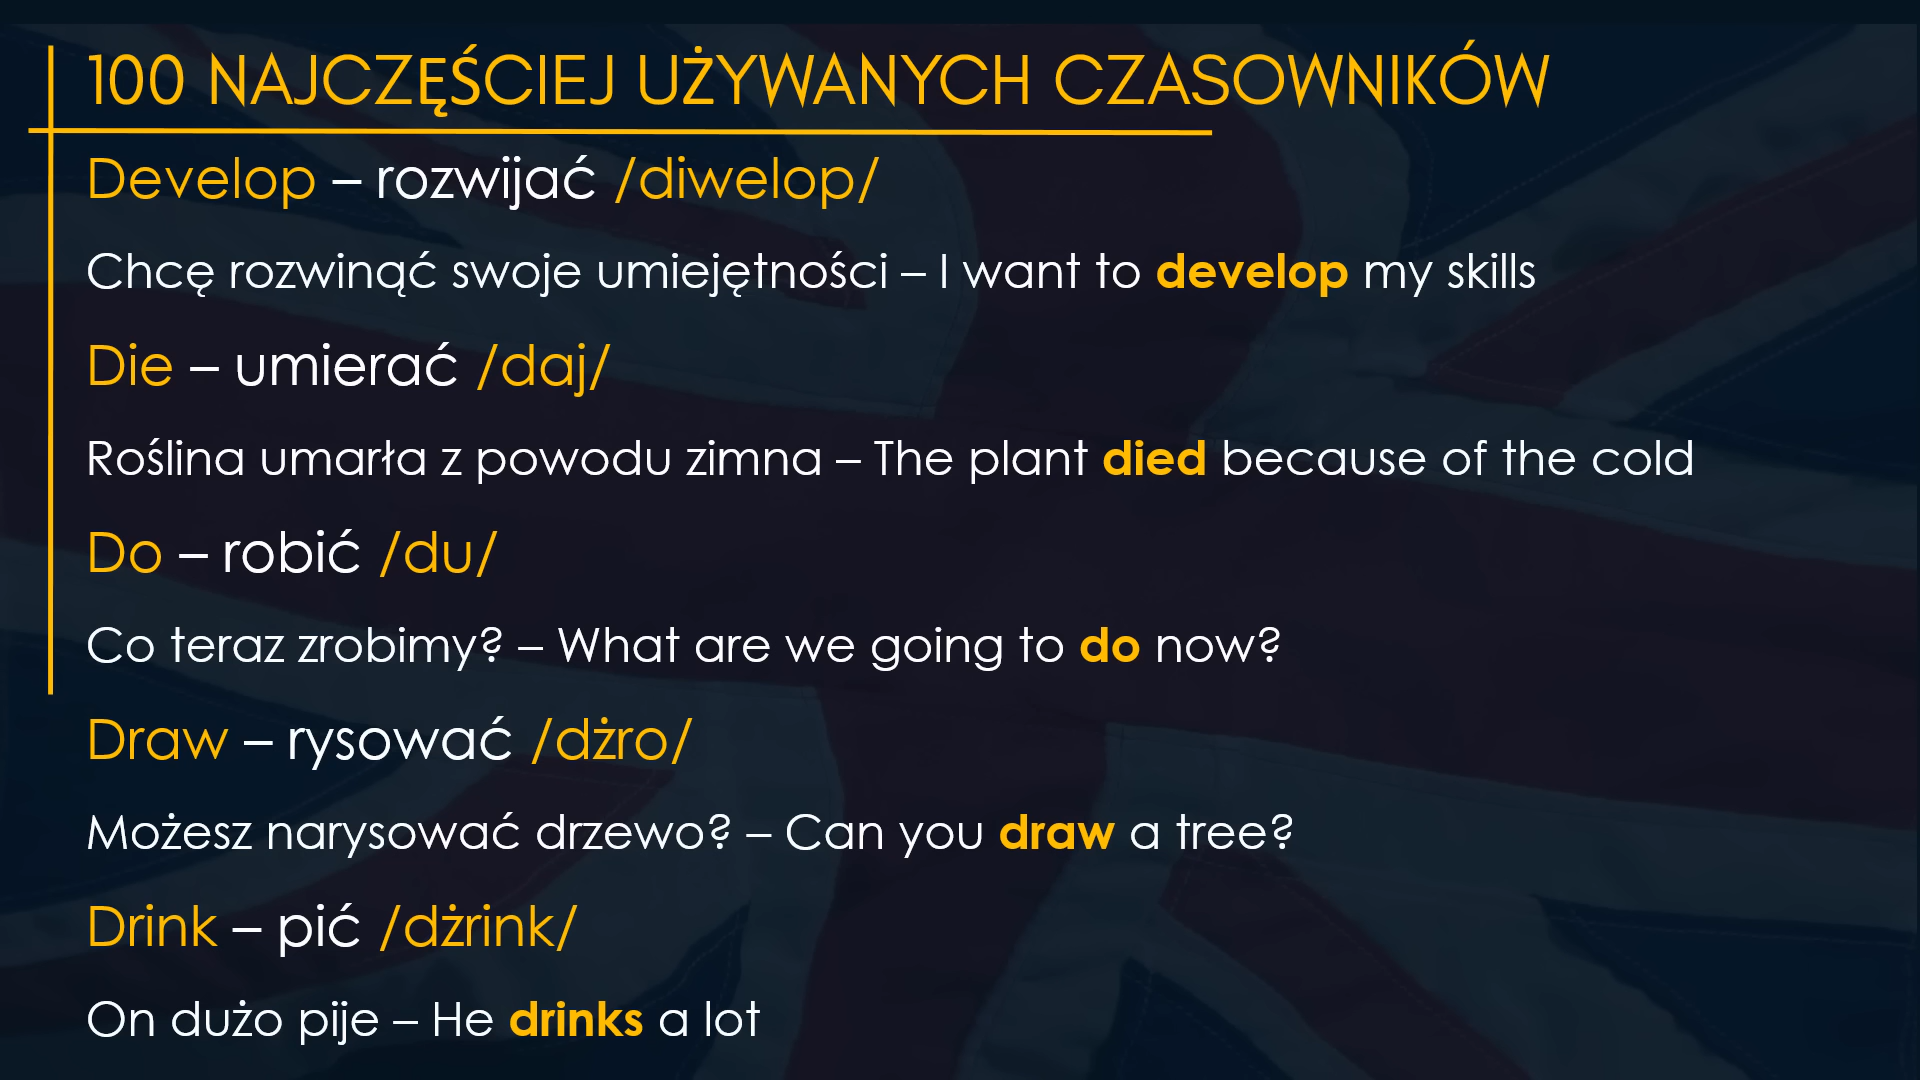 100 NAJCZĘŚCIEJ UŻYWANYCH CZASOWNIKÓW
Develop – rozwijać /diwelop/
Chcę rozwinąć swoje umiejętności – I want to develop my skills
Die – umierać /daj/
Roślina umarła z powodu zimna – The plant died because of the cold
Do – robić /du/
Co teraz zrobimy? – What are we going to do now?
Draw – rysować /dżro/
Możesz narysować drzewo? – Can you draw a tree?
Drink – pić /dżrink/
On dużo pije – He drinks a lot